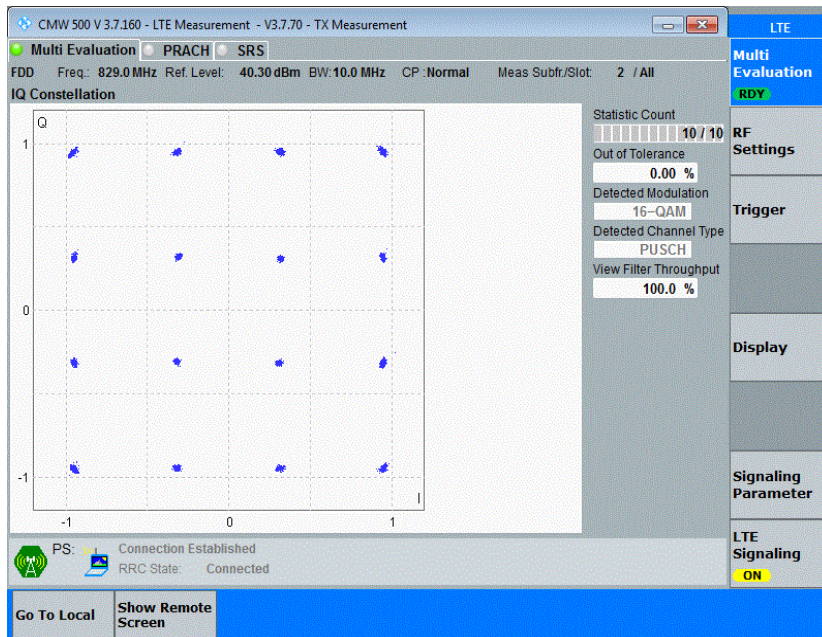 CMW 500 V 3.7.160 - LTE Measurement - V3.7.70 - TX Measurement
LTE
Multi Evaluation PRACH SRS
Multi
Evaluation
RDY
FDD Freq.: 829.0 MHz Ref. Level: 40.30 dBm BW: 10.0 MHz CP : Normal Meas Subfr./Slot: 2 / All
IQ Constellation
Q
1
0
-1
-1 0 1
I
Statistic Count
10 / 10
Out of Tolerance
0.00 %
Detected Modulation
16-QAM
Detected Channel Type
PUSCH
View Filter Throughput
100.0 %
RF
Settings
Trigger
Display
Signaling
Parameter
LTE
Signaling
ON
PS: Connection Established
RRC State: Connected
Go To Local
Show Remote
Screen